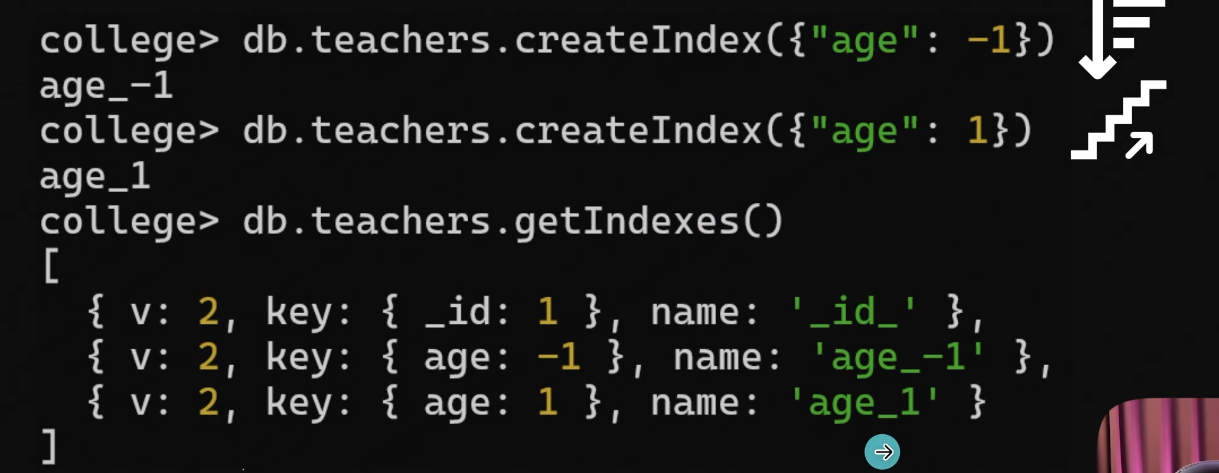 college> db.teachers.createIndex({"age": -1})
age_-1
college> db.teachers.createIndex({"age": 1})
age_1
college> db.teachers.getIndexes()
[
  { v: 2, key: { _id: 1 }, name: '_id_' },
  { v: 2, key: { age: -1 }, name: 'age_-1' },
  { v: 2, key: { age: 1 }, name: 'age_1' }
]